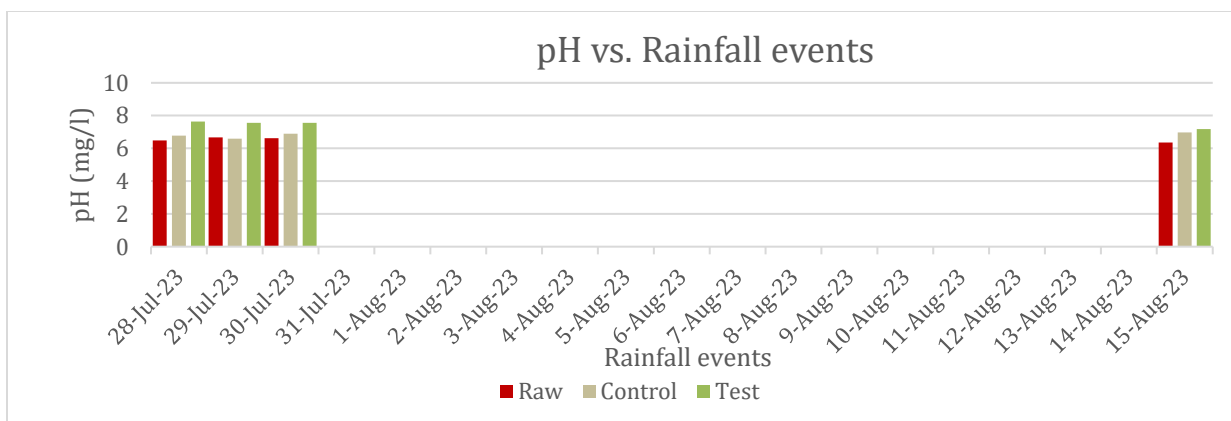 pH vs. Rainfall events
10
8
6
4
2
0
pH (mg/l)
28-Jul-23
29-Jul-23
30-Jul-23
31-Jul-23
1-Aug-23
2-Aug-23
3-Aug-23
4-Aug-23
5-Aug-23
6-Aug-23
7-Aug-23
8-Aug-23
9-Aug-23
10-Aug-23
11-Aug-23
12-Aug-23
13-Aug-23
14-Aug-23
15-Aug-23
Rainfall events
Raw Control Test